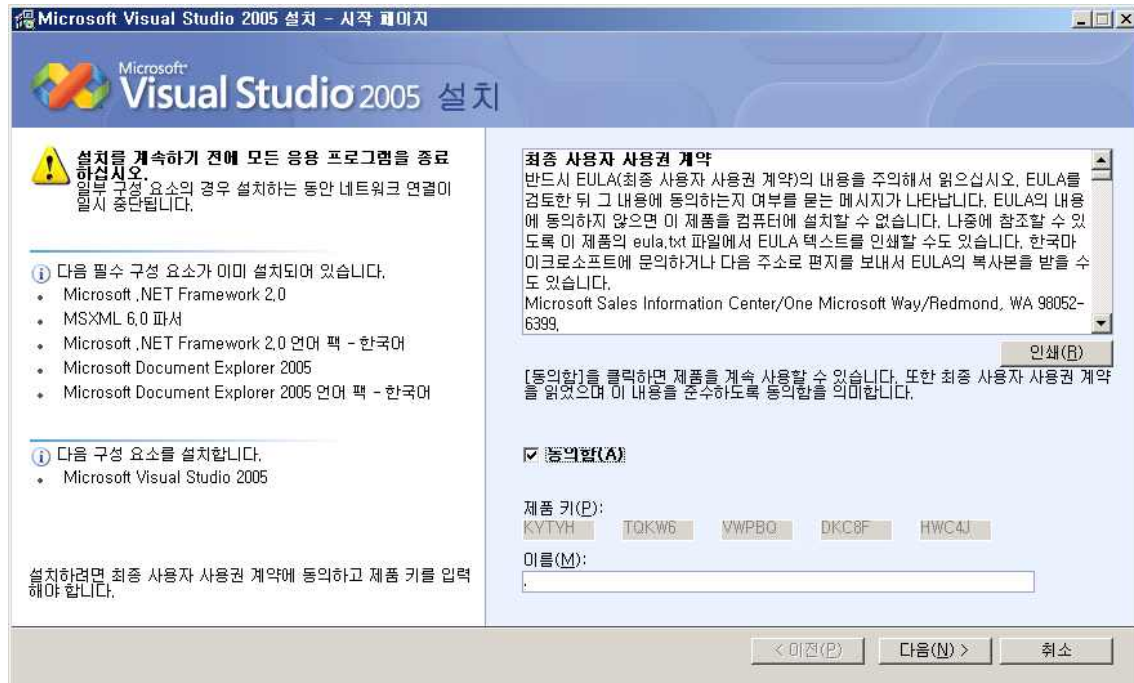 Microsoft Visual Studio 2005 설치 - 시작 페이지
Microsoft
Visual Studio 2005 설치
설치를 계속하기 전에 모든 응용 프로그램을 종료
하십시오.
일부 구성 요소의 경우 설치하는 동안 네트워크 연결이
일시 중단됩니다.
다음 필수 구성 요소가 이미 설치되어 있습니다.
• Microsoft .NET Framework 2.0
• MSXML 6.0 파서
• Microsoft .NET Framework 2.0 언어 팩 - 한국어
• Microsoft Document Explorer 2005
• Microsoft Document Explorer 2005 언어 팩 - 한국어
다음 구성 요소를 설치합니다.
• Microsoft Visual Studio 2005
설치하려면 최종 사용자 사용권 계약에 동의하고 제품 키를 입력
해야 합니다.
최종 사용자 사용권 계약
반드시 EULA(최종 사용자 사용권 계약)의 내용을 주의해서 읽으십시오. EULA를
검토한 뒤 그 내용에 동의하는지 여부를 묻는 메시지가 나타납니다. EULA의 내용
에 동의하지 않으면 이 제품을 컴퓨터에 설치할 수 없습니다. 나중에 참조할 수 있
도록 이 제품의 eula.txt 파일에서 EULA 텍스트를 인쇄할 수도 있습니다. 한국마
이크로소프트에 문의하거나 다음 주소로 편지를 보내서 EULA의 복사본을 받을 수
도 있습니다.
Microsoft Sales Information Center/One Microsoft Way/Redmond, WA 98052-
6399.
인쇄(R)
[동의함]을 클릭하면 제품을 계속 사용할 수 있습니다. 또한 최종 사용자 사용권 계약
을 읽었으며 이 내용을 준수하도록 동의함을 의미합니다.
동의함(A)
제품 키(P):
KYTYH TQKW6 VWPBQ DKC8F HWC4J
이름(M):
.
< 이전(P) 다음(N) > 취소